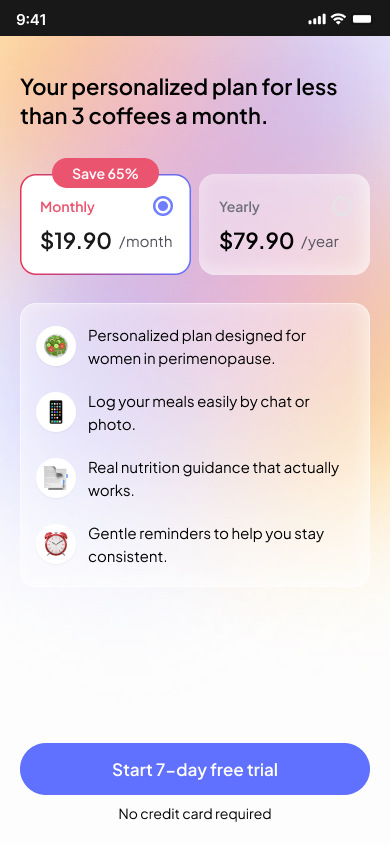 9:41
Your personalized plan for less
than 3 coffees a month.
Save 65%
Monthly
$19.90 /month
Yearly
$79.90 /year
Personalized plan designed for
women in perimenopause.
Log your meals easily by chat or
photo.
Real nutrition guidance that actually
works.
Gentle reminders to help you stay
consistent.
Start 7-day free trial
No credit card required